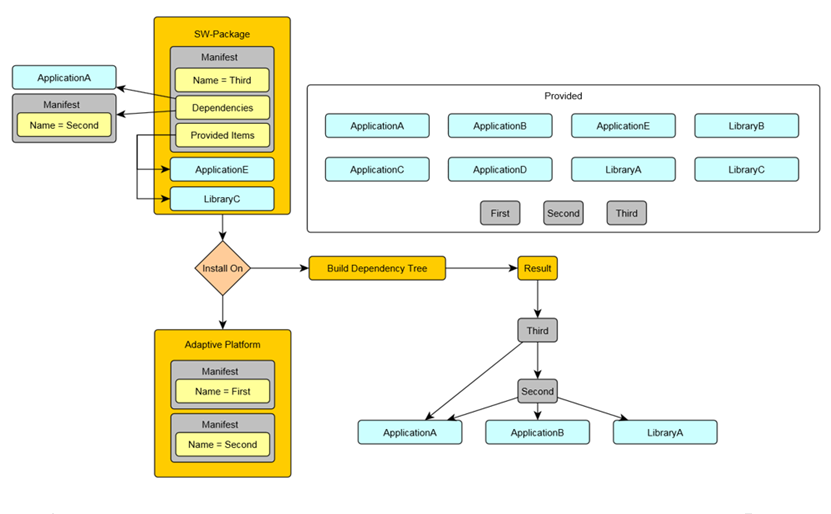 SW-Package
Manifest
Name = Third
Dependencies
Provided Items
ApplicationE
LibraryC
ApplicationA
Manifest
Name = Second
Provided
ApplicationA
ApplicationB
ApplicationE
LibraryB
ApplicationC
ApplicationD
LibraryA
LibraryC
First
Second
Third
Install On
Build Dependency Tree
Result
Third
Second
ApplicationA
ApplicationB
LibraryA
Adaptive Platform
Manifest
Name = First
Manifest
Name = Second